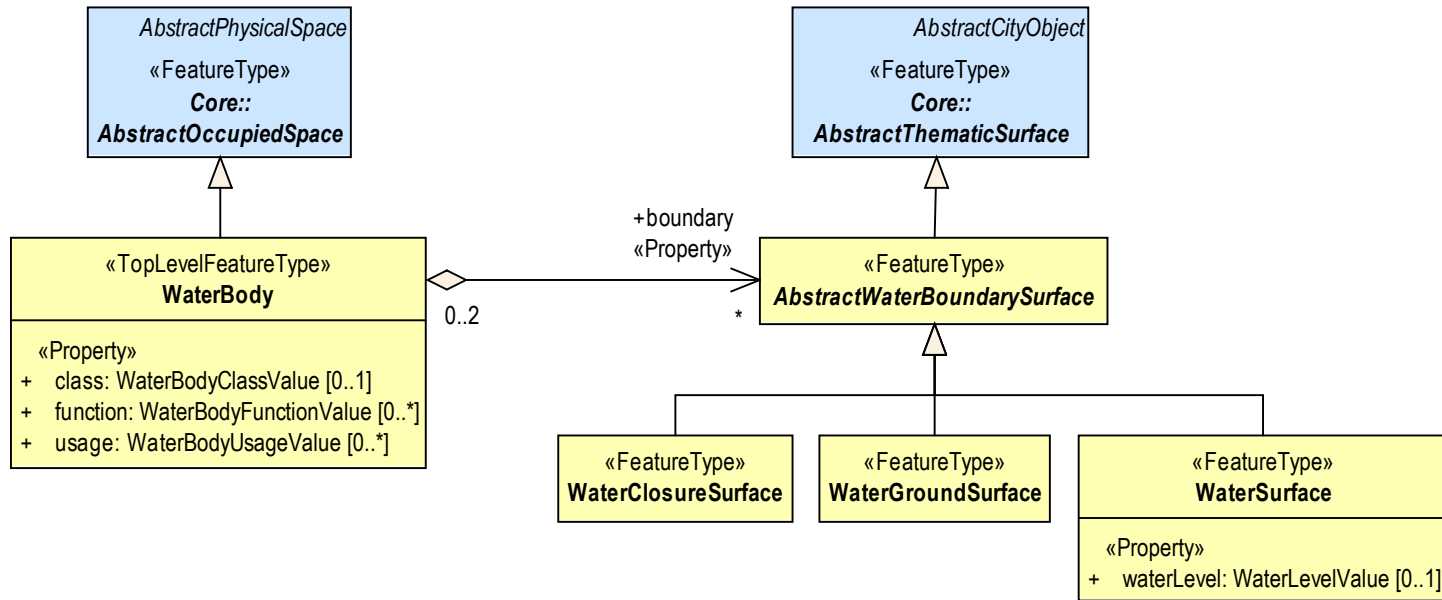 AbstractPhysicalSpace
«FeatureType»
Core::
AbstractOccupiedSpace
AbstractCityObject
«FeatureType»
Core::
AbstractThematicSurface
«TopLevelFeatureType»
WaterBody
«Property»
+ class: WaterBodyClassValue [0..1]
+ function: WaterBodyFunctionValue [0..*]
+ usage: WaterBodyUsageValue [0..*]
+boundary
«Property»
0..2
*
«FeatureType»
AbstractWaterBoundarySurface
«FeatureType»
WaterClosureSurface
«FeatureType»
WaterGroundSurface
«FeatureType»
WaterSurface
«Property»
+ waterLevel: WaterLevelValue [0..1]